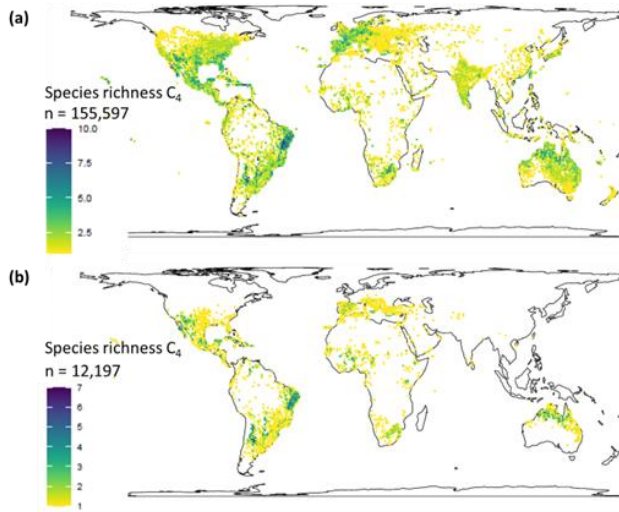 (a)
Species richness C₄
n = 155,597
10.0
7.5
5.0
2.5
(b)
Species richness C₄
n = 12,197
7
6
5
4
3
2
1